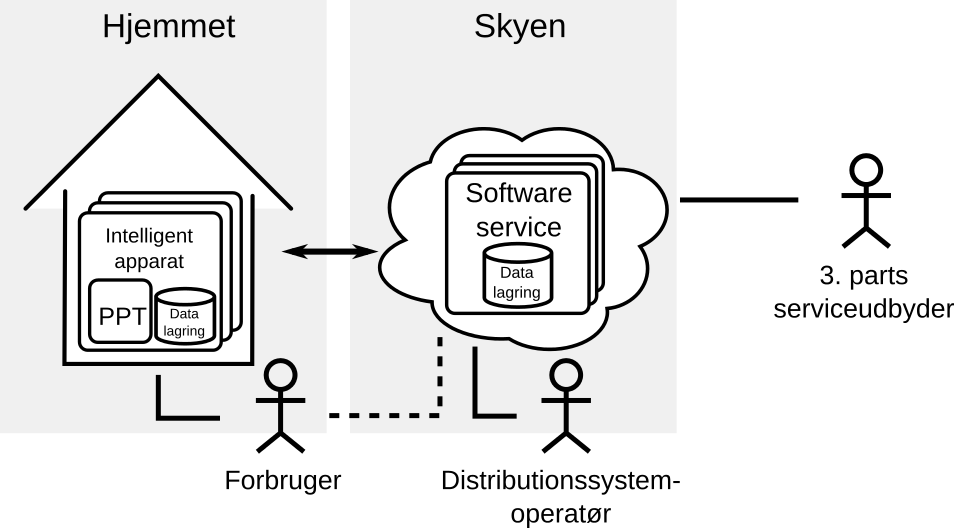 Hjemmet
Skyen
Intelligent
apparat
PPT
Data
lagring
Software
service
Data
lagring
3. parts
serviceudbyder
Forbruger
Distributionssystem-
operatør